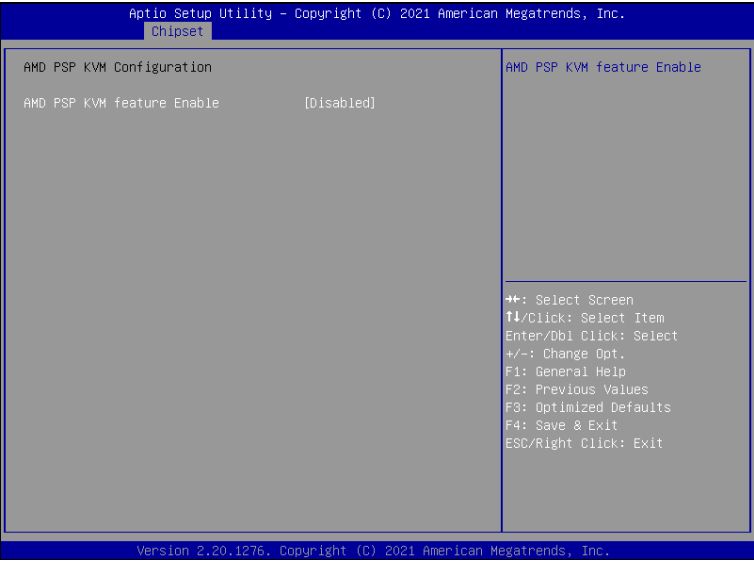 Aptio Setup Utility – Copyright (C) 2021 American Megatrends, Inc.
Chipset
AMD PSP KVM Configuration
AMD PSP KVM feature Enable [Disabled]
AMD PSP KVM feature Enable
→←: Select Screen
↑↓/Click: Select Item
Enter/Dbl Click: Select
+/-: Change Opt.
F1: General Help
F2: Previous Values
F3: Optimized Defaults
F4: Save & Exit
ESC/Right Click: Exit
Version 2.20.1276. Copyright (C) 2021 American Megatrends, Inc.